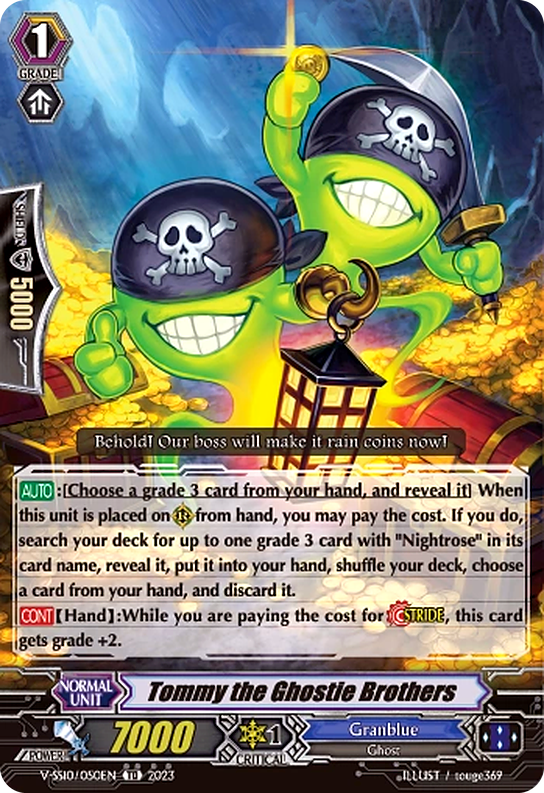 1
GRADE
SHIELD
5000
Behold! Our boss will make it rain coins now!
AUTO:[Choose a grade 3 card from your hand, and reveal it] When
this unit is placed on R from hand, you may pay the cost. If you do,
search your deck for up to one grade 3 card with "Nightrose" in its
card name, reveal it, put it into your hand, shuffle your deck, choose
a card from your hand, and discard it.
CONT【Hand】:While you are paying the cost for STRIDE, this card
gets grade +2.
NORMAL
UNIT
Tommy the Ghostie Brothers
POWER
7000
1
CRITICAL
Granblue
Ghost
V-SS10/050EN TD 2023
ILLUST / touge369